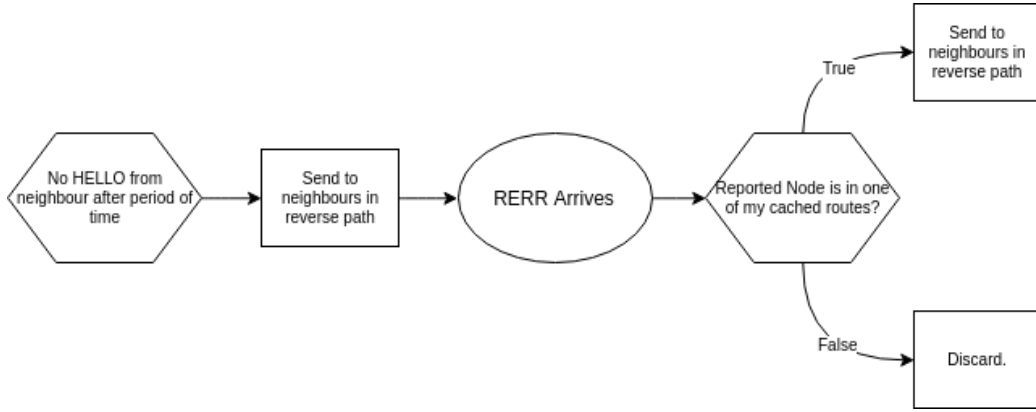 No HELLO from
neighbour after period of
time
Send to
neighbours in
reverse path
RERR Arrives
Reported Node is in one
of my cached routes?
True
Send to
neighbours in
reverse path
False
Discard.